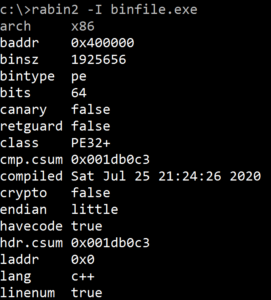 c:\>rabin2 -I binfile.exe
arch     x86
baddr    0x400000
binsz    1925656
bintype  pe
bits     64
canary   false
retguard false
class    PE32+
cmp.csum 0x001db0c3
compiled Sat Jul 25 21:24:26 2020
crypto   false
endian   little
havecode true
hdr.csum 0x001db0c3
laddr    0x0
lang     c++
linenum  true